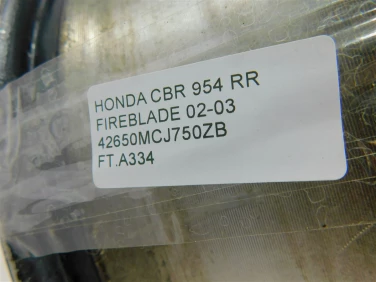 HONDA CBR 954 RR
FIREBLADE 02-03
42650MCJ750ZB
FT.A334